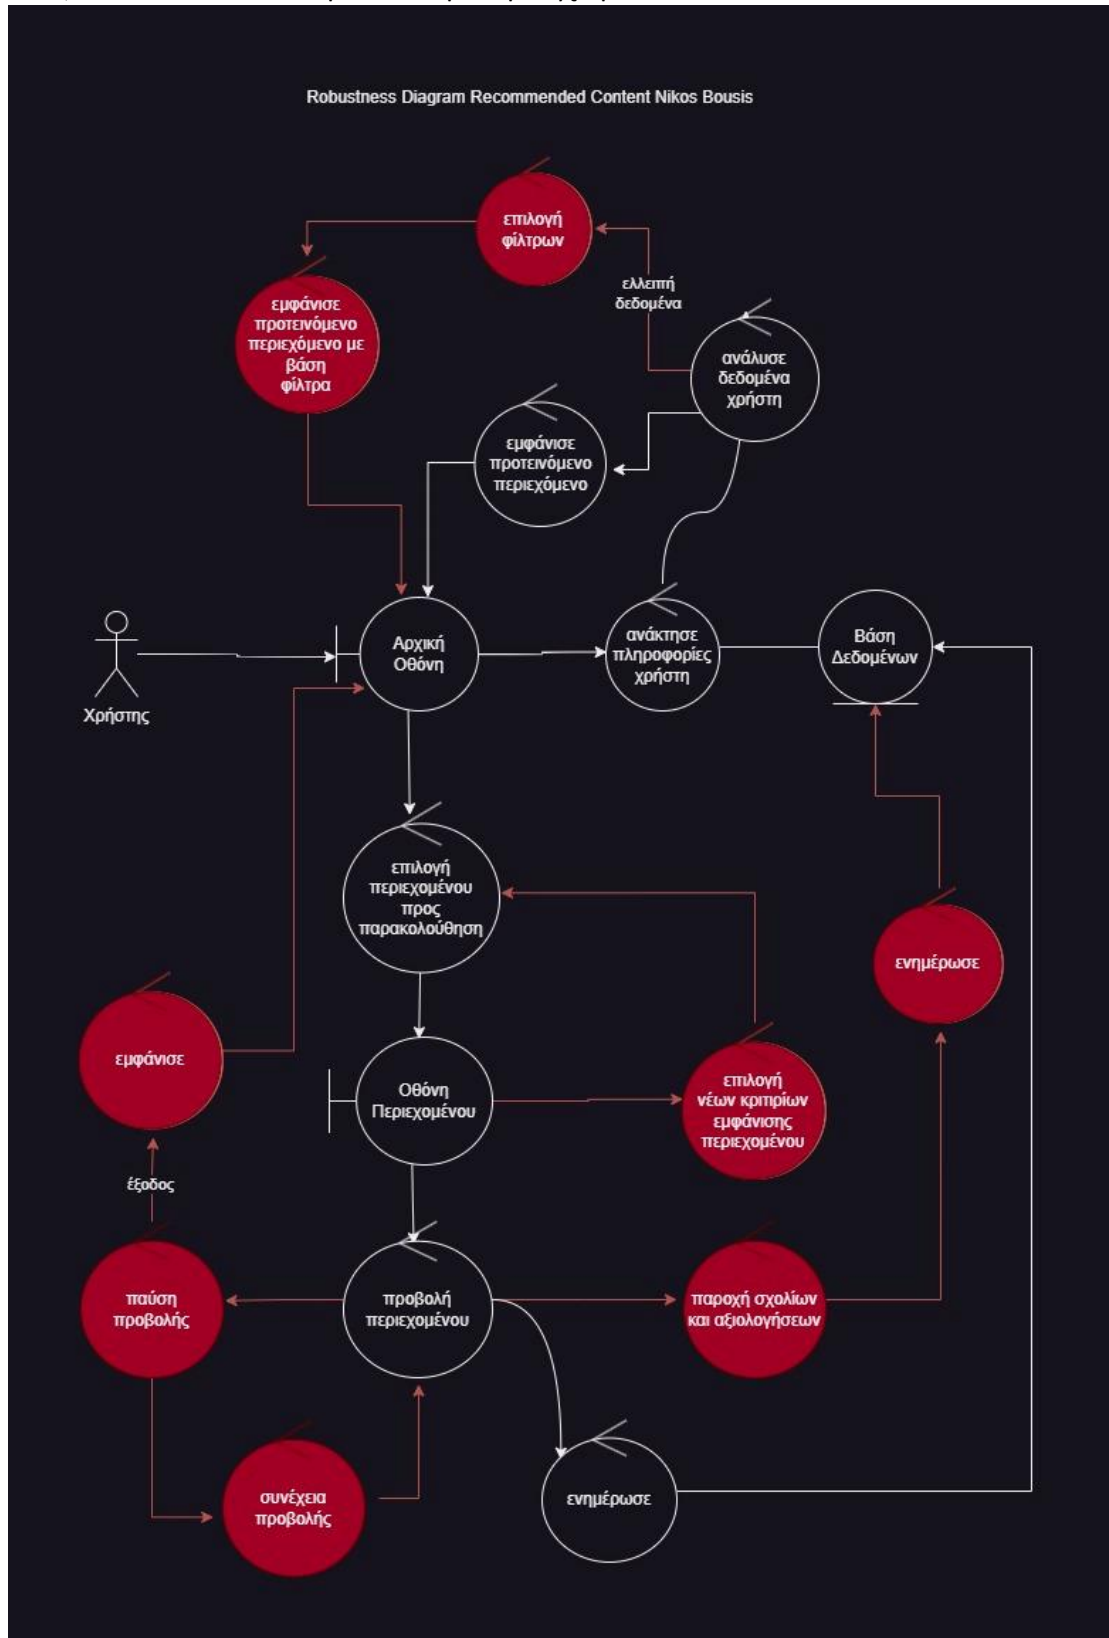 Robustness Diagram Recommended Content Nikos Bousis
επιλογή
φίλτρων
ελλειπή
δεδομένα
εμφάνισε
προτεινόμενο
περιεχόμενο με
βάση
φίλτρα
ανάλυσε
δεδομένα
χρήστη
εμφάνισε
προτεινόμενο
περιεχόμενο
Χρήστης
Αρχική
Οθόνη
ανάκτησε
πληροφορίες
χρήστη
Βάση
Δεδομένων
επιλογή
περιεχομένου
προς
παρακολούθηση
ενημέρωσε
εμφάνισε
Οθόνη
Περιεχομένου
επιλογή
νέων κριτιρίων
εμφάνισης
περιεχομένου
έξοδος
παύση
προβολής
προβολή
περιεχομένου
παροχή σχολίων
και αξιολογήσεων
συνέχεια
προβολής
ενημέρωσε